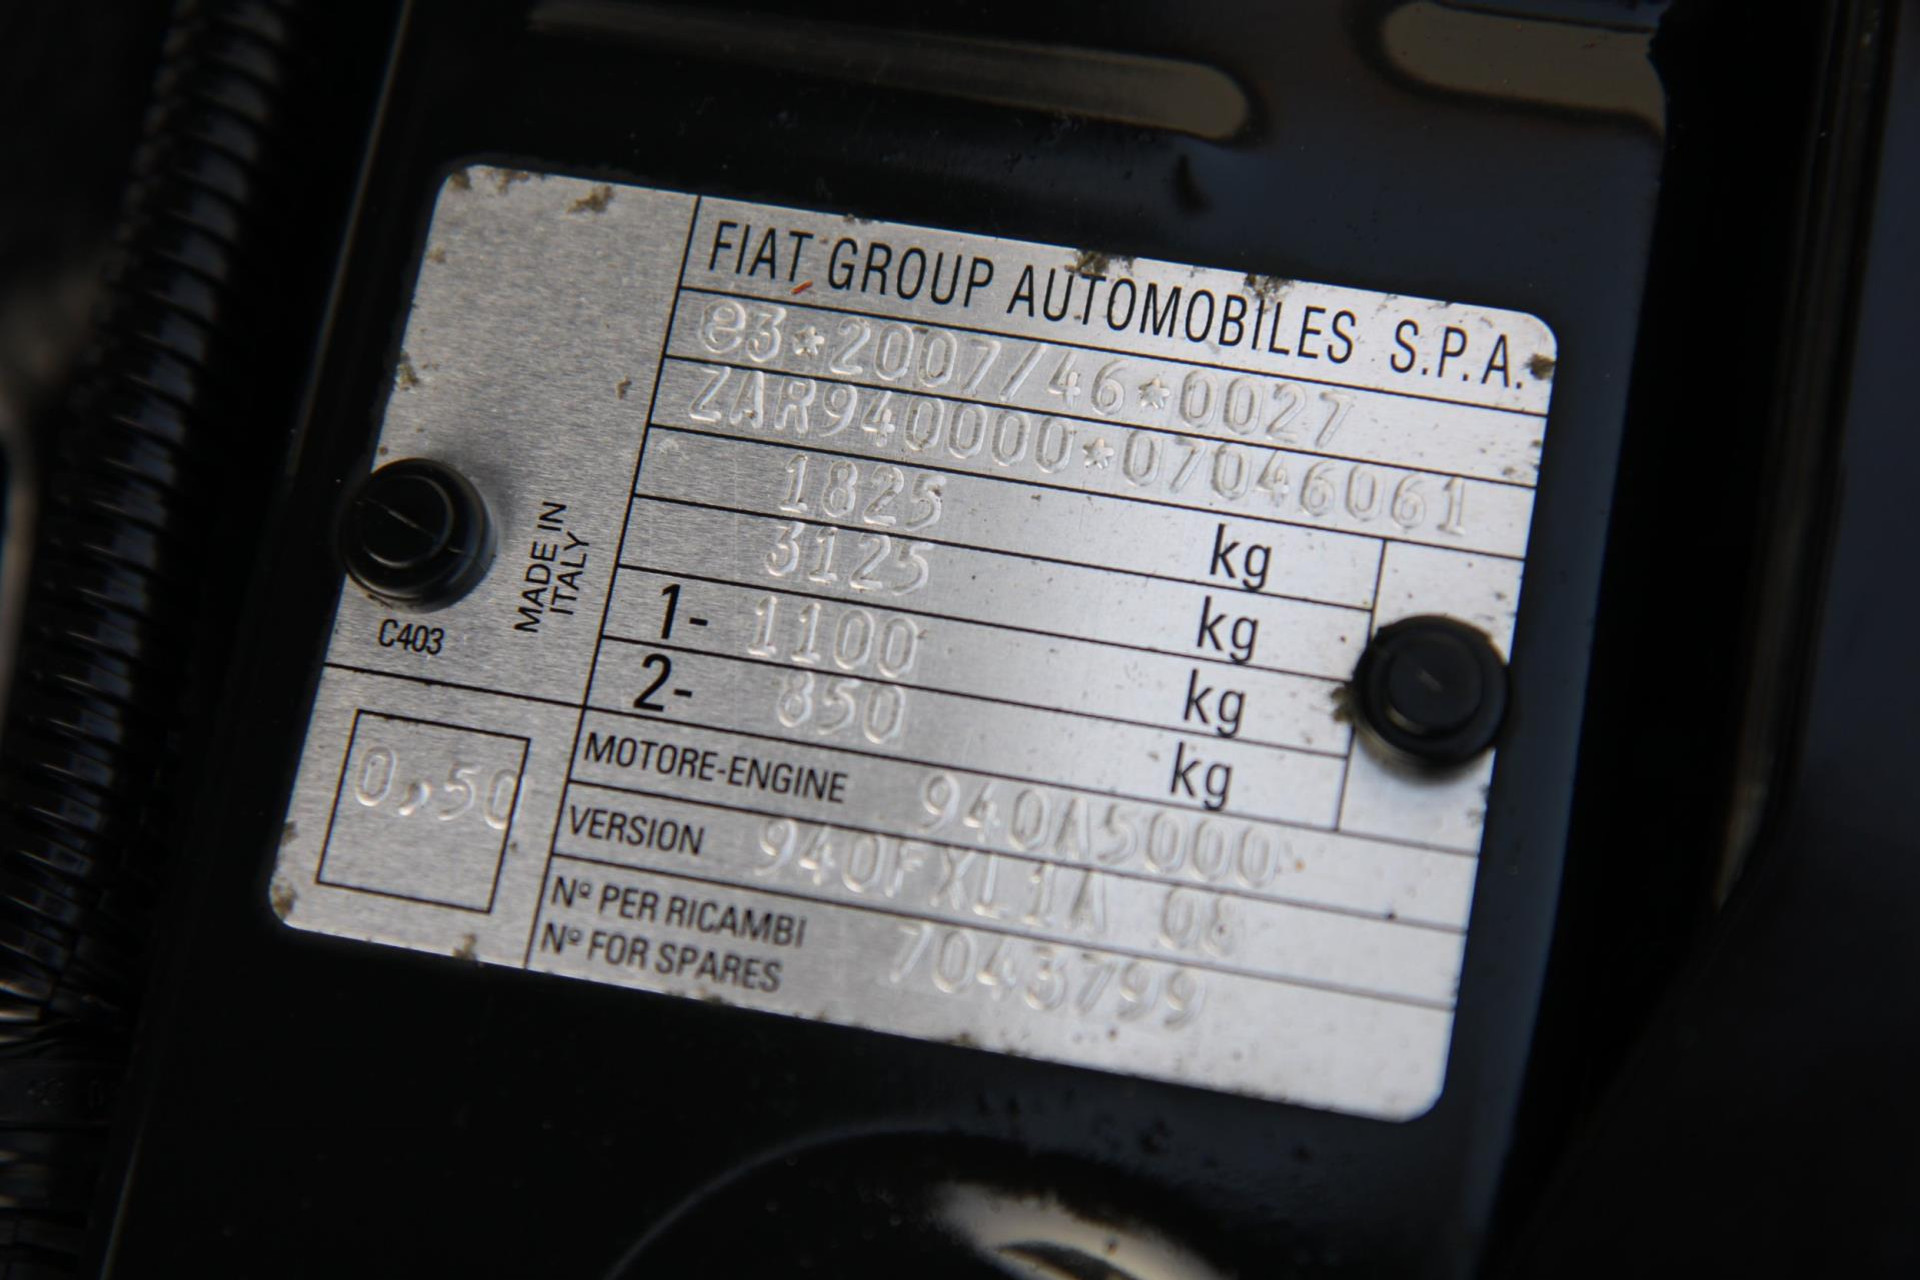 FIAT GROUP AUTOMOBILES S.P.A.
e3*2007/46*0027
ZAR940000*07046061
1825 kg
3125 kg
1- 1100 kg
2- 850 kg
MOTORE-ENGINE 940A5000
VERSION 940FXL1A
Nº PER RICAMBI
Nº FOR SPARES 7043799
MADE IN
ITALY
C403
0,50